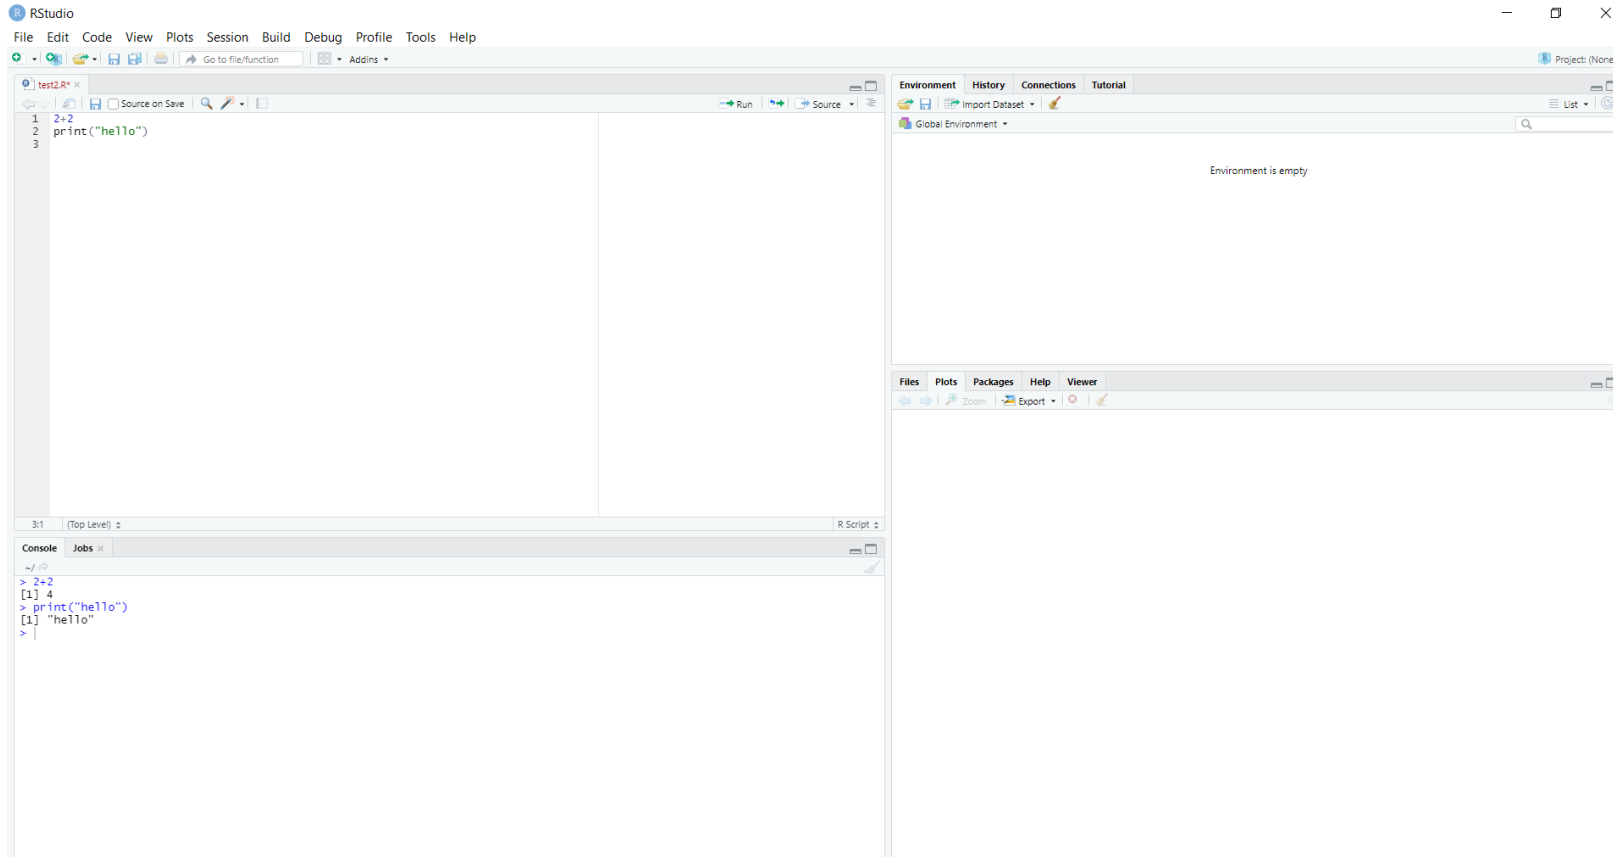 RStudio
File Edit Code View Plots Session Build Debug Profile Tools Help
Go to file/function Addins Project: (None
test2.R*
Source on Save Run Source
1 2+2
2 print("hello")
3
3:1 (Top Level) R Script
Console Jobs
~/
> 2+2
[1] 4
> print("hello")
[1] "hello"
>
Environment History Connections Tutorial
Import Dataset List
Global Environment
Environment is empty
Files Plots Packages Help Viewer
Zoom Export